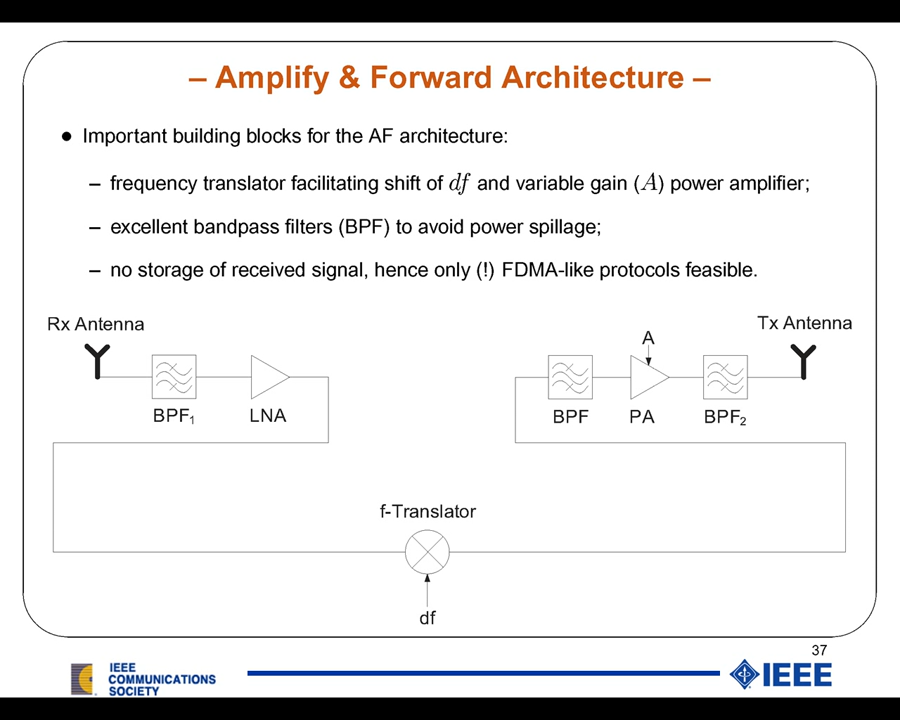 – Amplify & Forward Architecture –
● Important building blocks for the AF architecture:
– frequency translator facilitating shift of df and variable gain (A) power amplifier;
– excellent bandpass filters (BPF) to avoid power spillage;
– no storage of received signal, hence only (!) FDMA-like protocols feasible.
Rx Antenna
Tx Antenna
A
BPF₁
LNA
BPF
PA
BPF₂
f-Translator
df
37
IEEE
COMMUNICATIONS
SOCIETY
IEEE